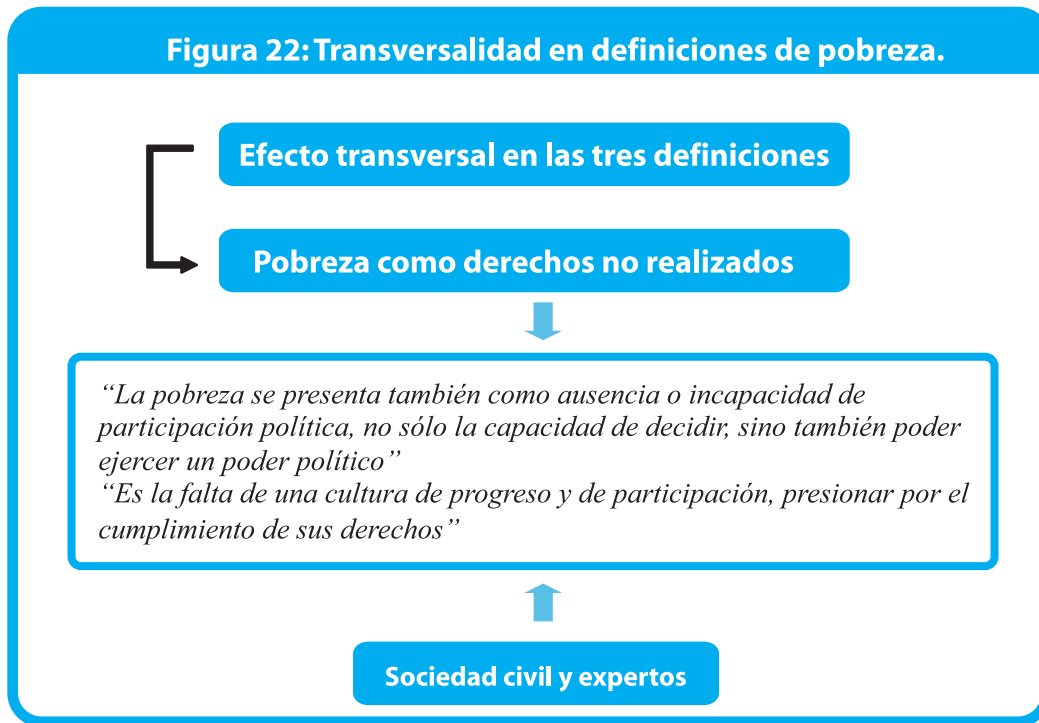 Figura 22: Transversalidad en definiciones de pobreza.
Efecto transversal en las tres definiciones
Pobreza como derechos no realizados
“La pobreza se presenta también como ausencia o incapacidad de
participación política, no sólo la capacidad de decidir, sino también poder
ejercer un poder político”
“Es la falta de una cultura de progreso y de participación, presionar por el
cumplimiento de sus derechos”
Sociedad civil y expertos